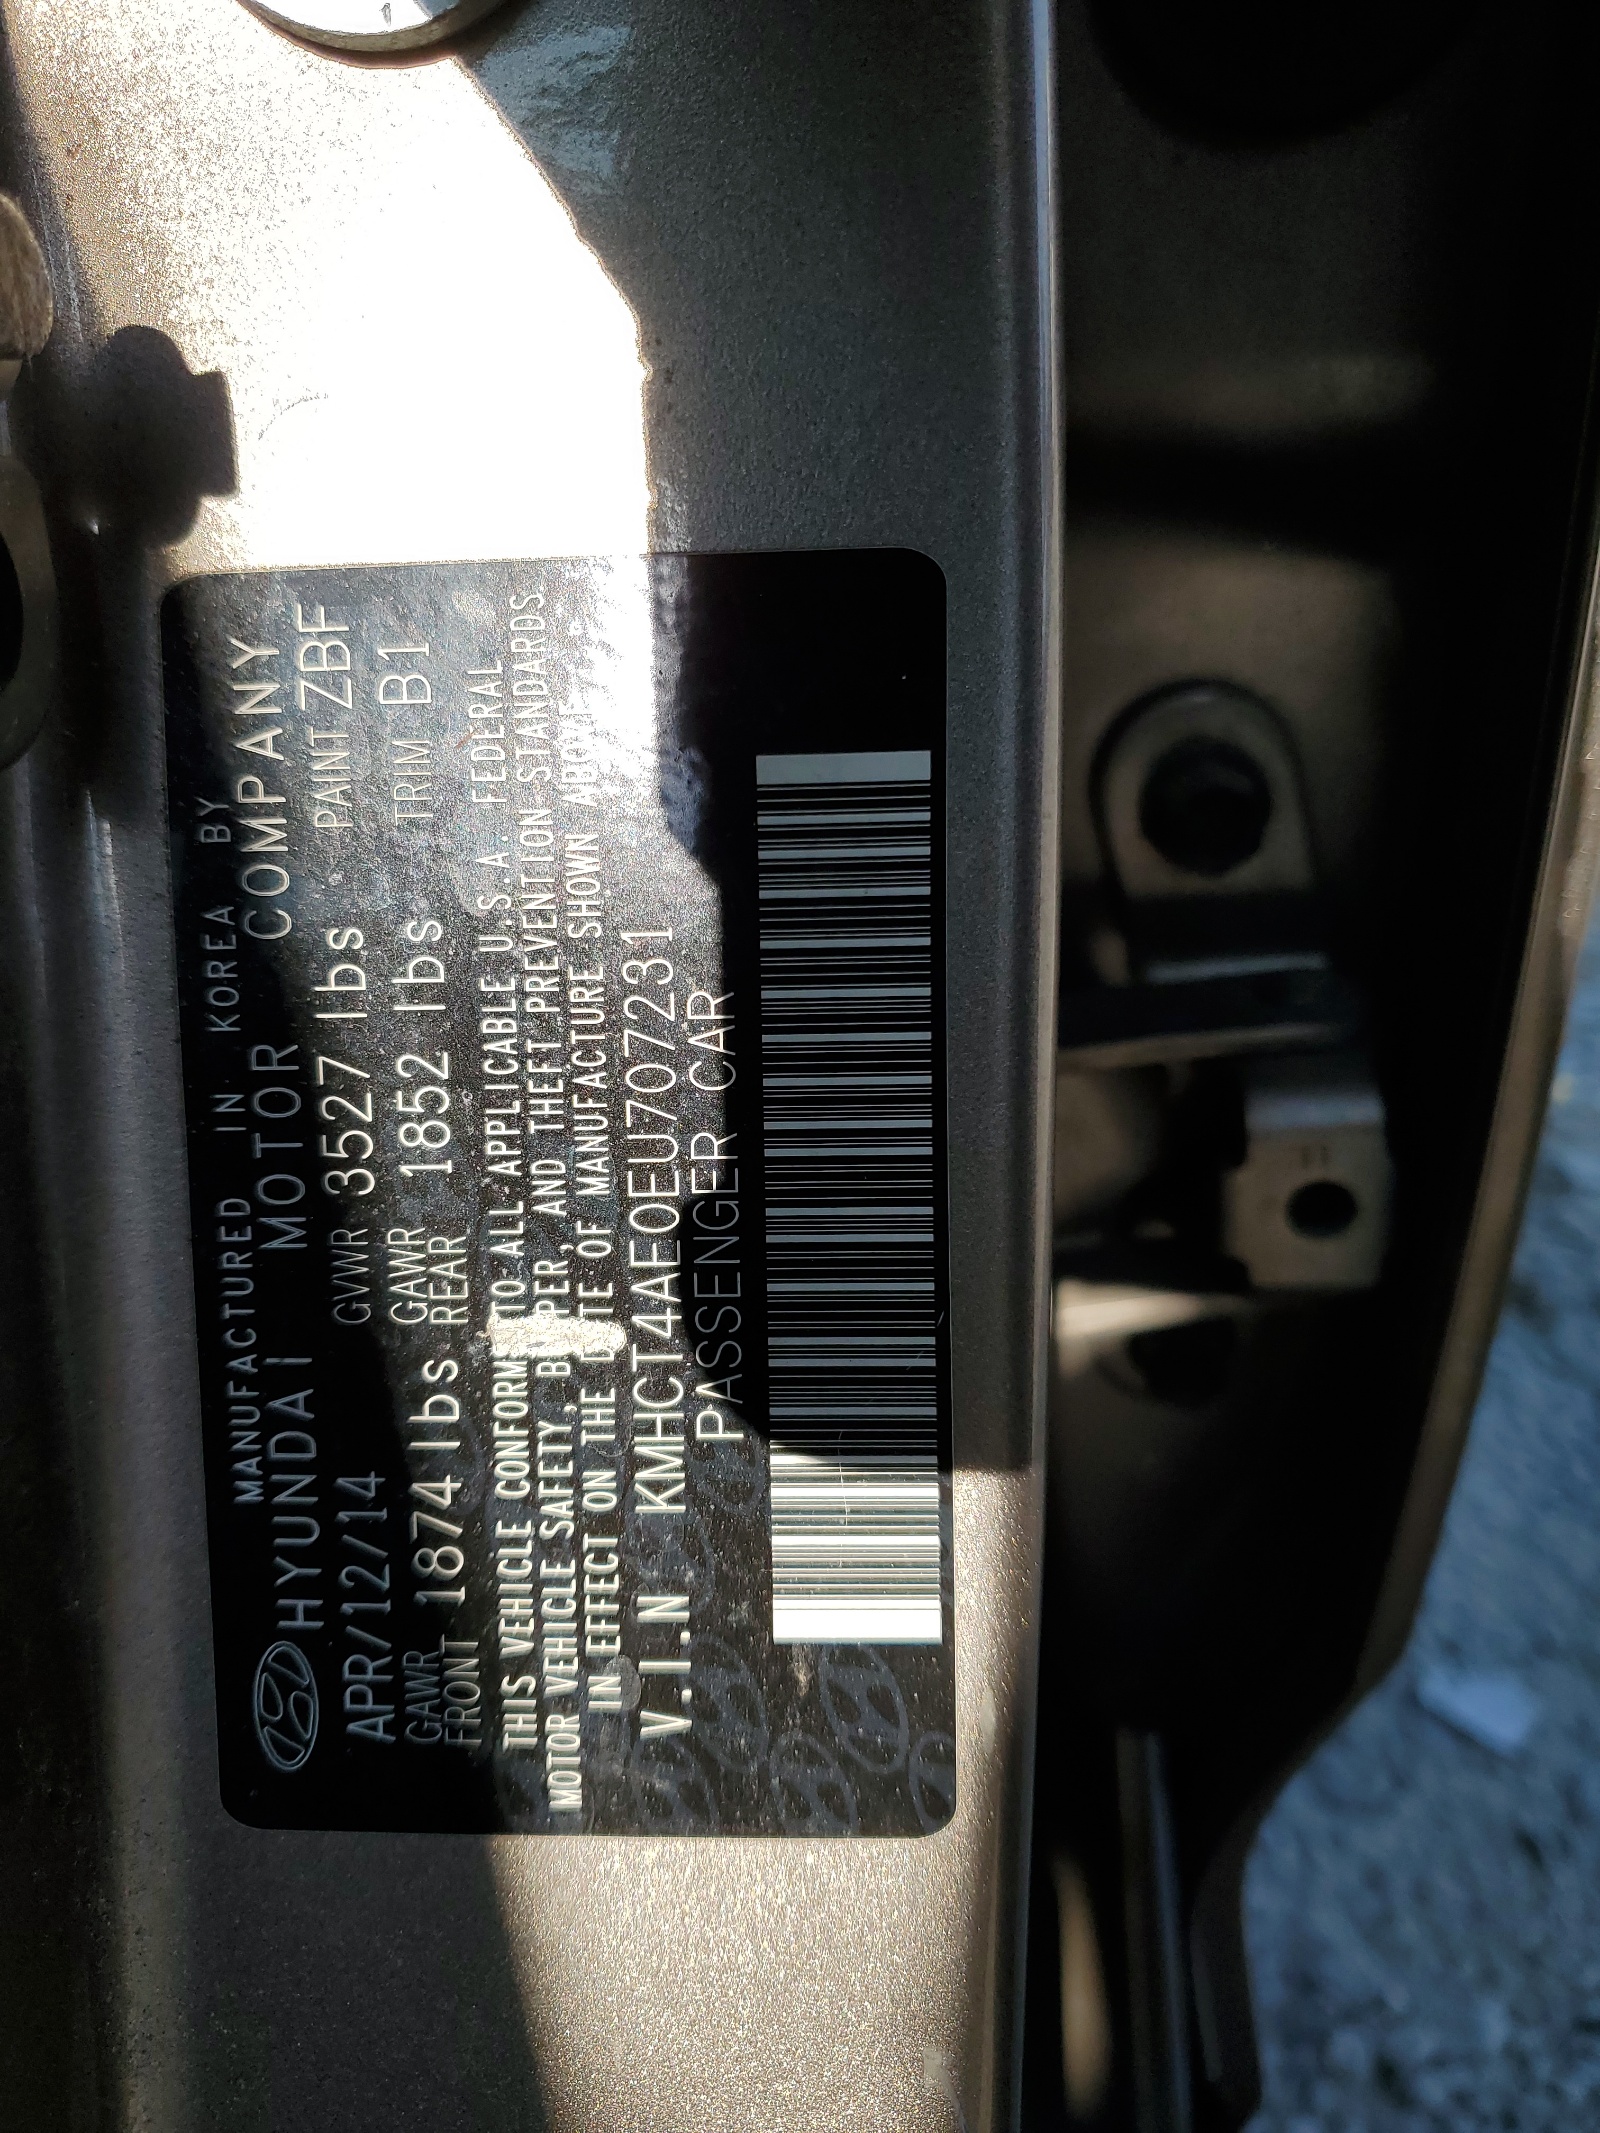 MANUFACTURED IN KOREA BY
HYUNDAI MOTOR COMPANY
APR/12/14 GVWR 3527 lbs PAINT ZBF
GAWR FRONT 1874 lbs GAWR REAR 1852 lbs TRIM B1
THIS VEHICLE CONFORMS TO ALL APPLICABLE U.S.A. FEDERAL
MOTOR VEHICLE SAFETY, BUMPER, AND THEFT PREVENTION STANDARDS
IN EFFECT ON THE DATE OF MANUFACTURE SHOWN ABOVE.
V.I.N KMHCT4AE0EU707231
PASSENGER CAR